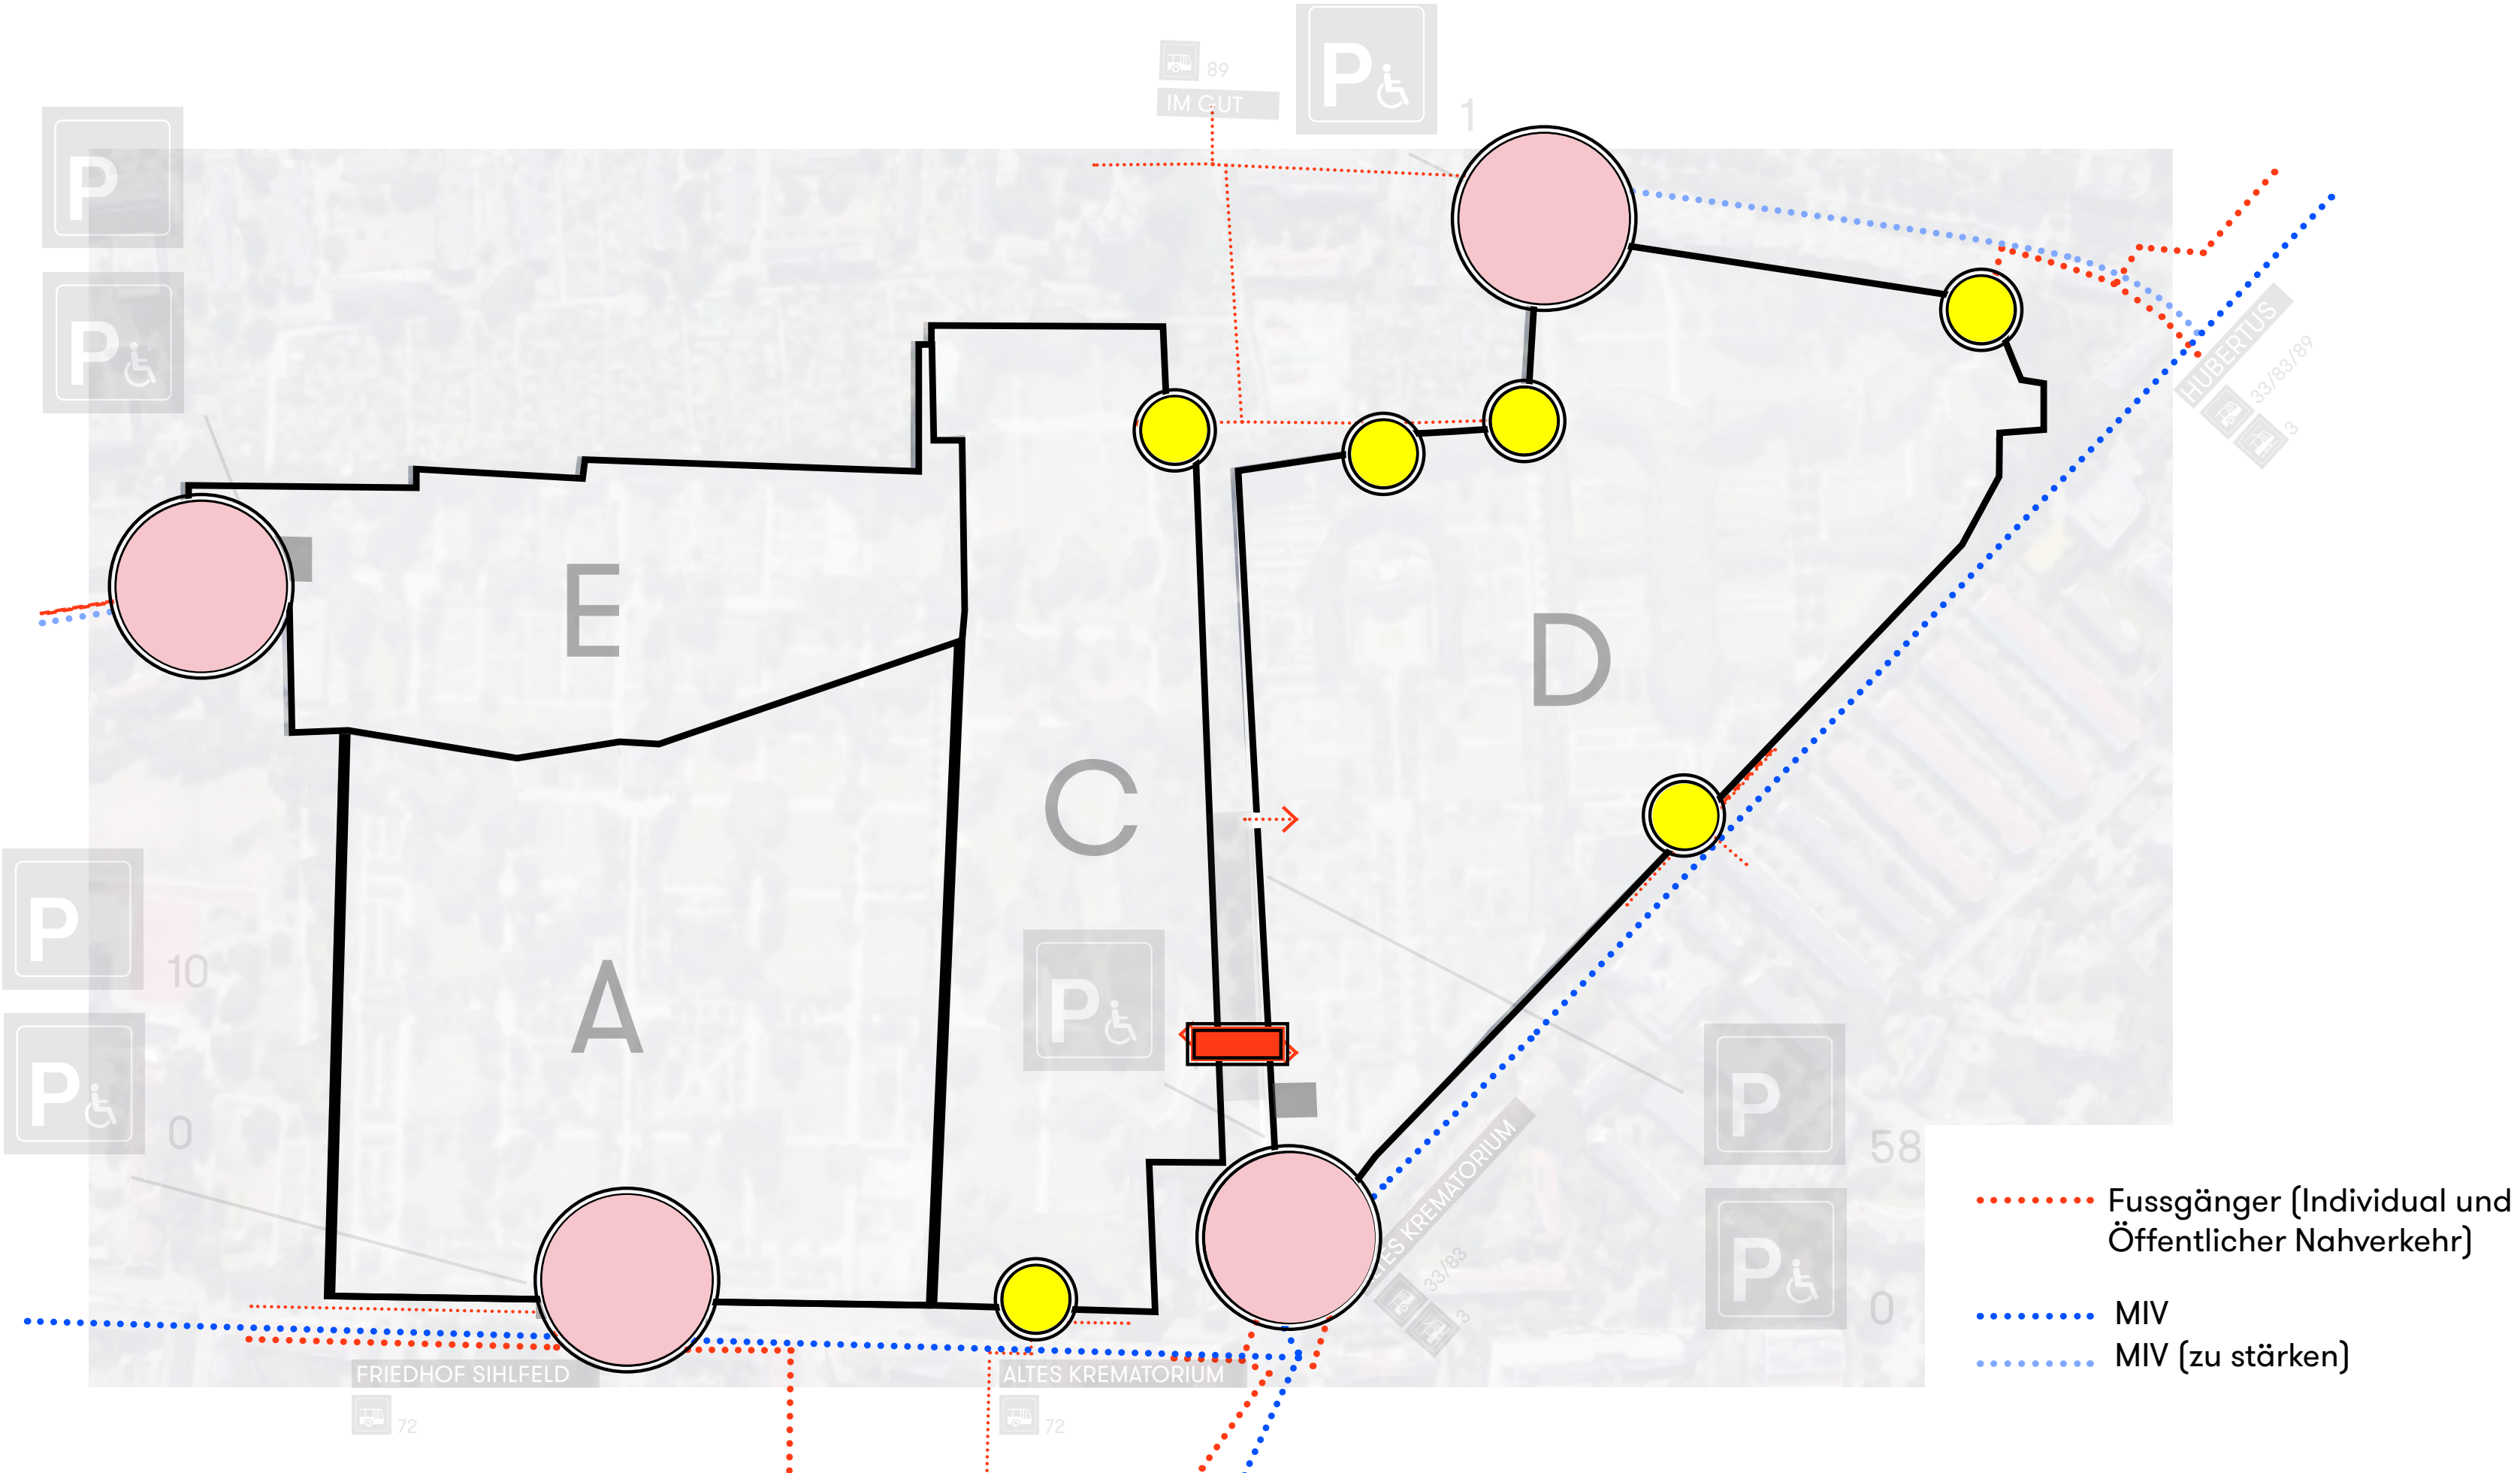 89
IM GUT
P
1
P
P
HUBERTUS
33/83/89
3
E
D
C
P
10
A
P
P
0
P
58
ALTES KREMATORIUM
33/83
3
P
0
FRIEDHOF SIHLFELD
72
ALTES KREMATORIUM
72
Fussgänger (Individual und
Öffentlicher Nahverkehr)
MIV
MIV (zu stärken)